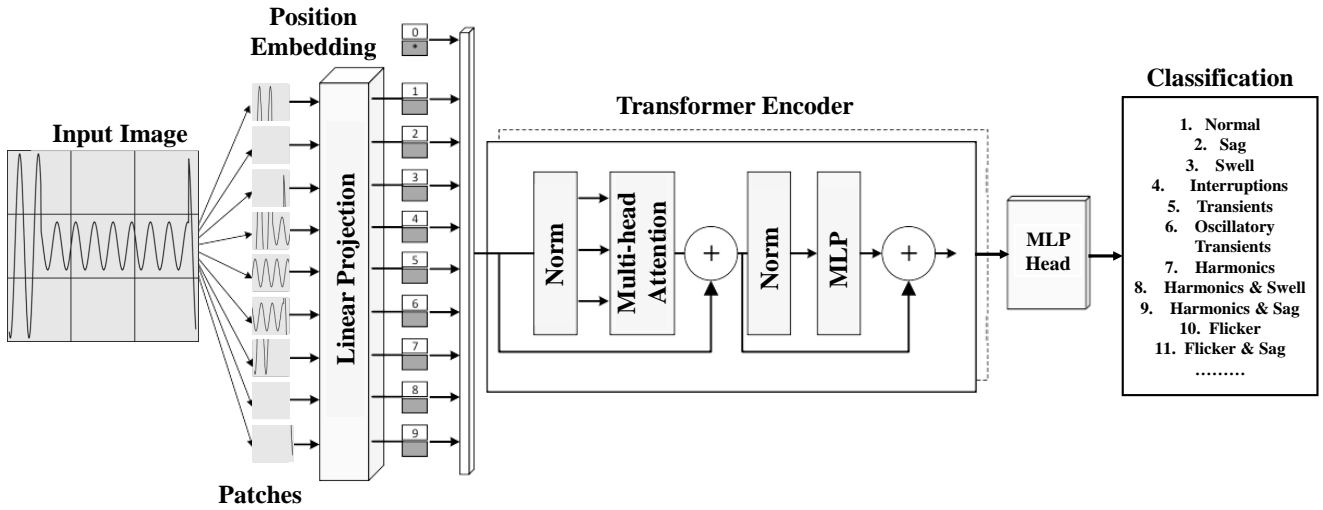 Position
Embedding
Input Image
Patches
Linear Projection
0
*
1
2
3
4
5
6
7
8
9
Transformer Encoder
Norm
Multi-head
Attention
+
Norm
MLP
+
MLP
Head
Classification
1. Normal
2. Sag
3. Swell
4. Interruptions
5. Transients
6. Oscillatory
Transients
7. Harmonics
8. Harmonics & Swell
9. Harmonics & Sag
10. Flicker
11. Flicker & Sag
.........